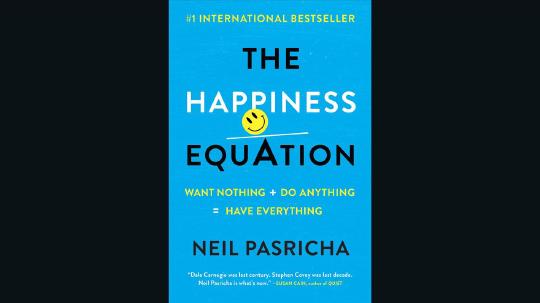 #1 INTERNATIONAL BESTSELLER
THE
HAPPINESS
EQUATION
WANT NOTHING + DO ANYTHING
= HAVE EVERYTHING
NEIL PASRICHA
"Dale Carnegie was last century. Stephen Covey was last decade.
Neil Pasricha is what's now." –SUSAN CAIN, author of QUIET